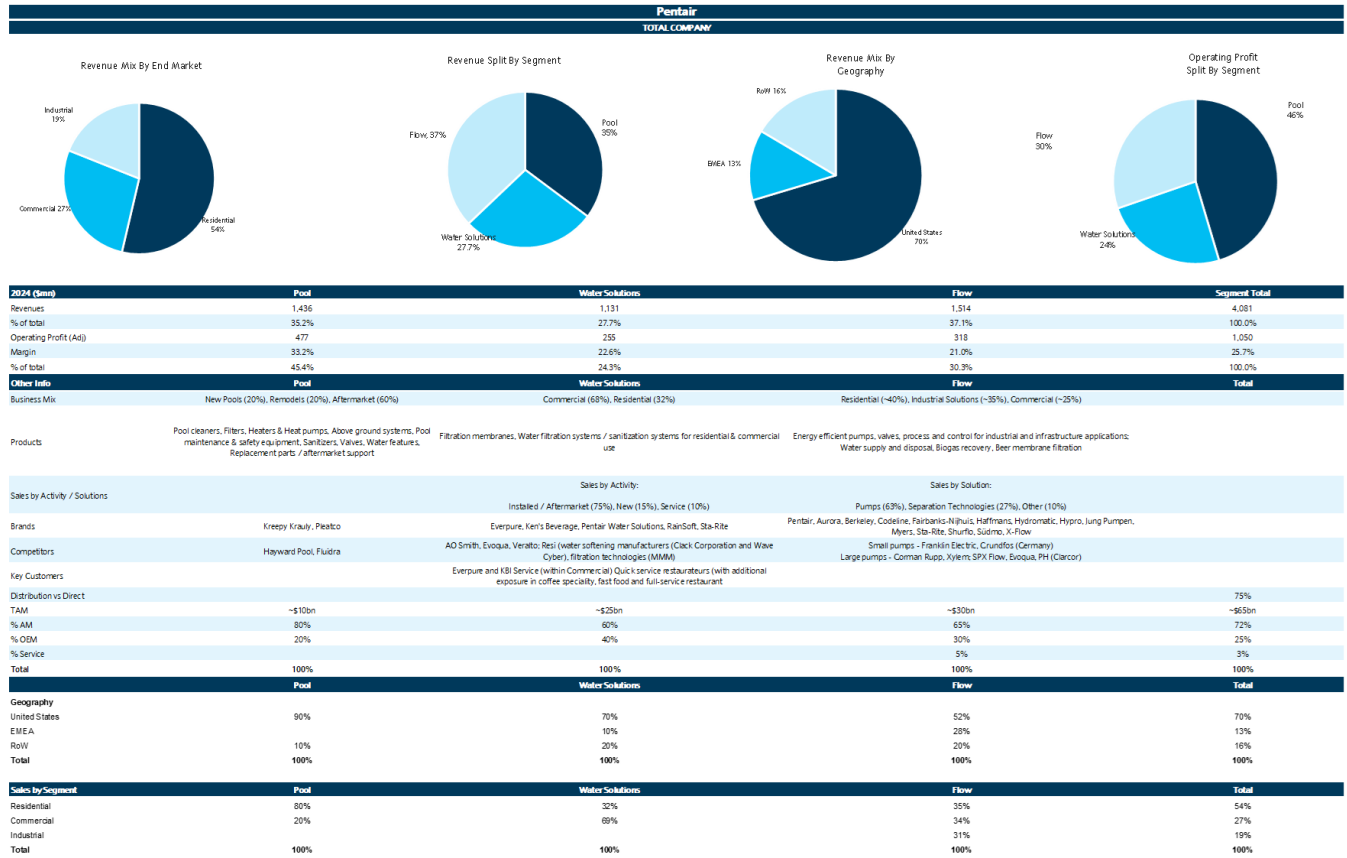 Pentair
TOTAL COMPANY
Revenue Mix By End Market
Industrial
19%
Commercial 27%
Residential
54%
Revenue Split By Segment
Flow, 37%
Pool
35%
Water Solutions
27.7%
Revenue Mix By
Geography
RoW 16%
EMEA 13%
United States
70%
Operating Profit
Split By Segment
Pool
46%
Flow
30%
Water Solutions
24%
2024 ($mn) Pool Water Solutions Flow Segment Total
Revenues 1,436 1,131 1,514 4,081
% of total 35.2% 27.7% 37.1% 100.0%
Operating Profit (Adj) 477 255 318 1,050
Margin 33.2% 22.6% 21.0% 25.7%
% of total 45.4% 24.3% 30.3% 100.0%
Other Info Pool Water Solutions Flow Total
Business Mix New Pools (20%), Remodels (20%), Aftermarket (60%) Commercial (68%), Residential (32%) Residential (~40%), Industrial Solutions (~35%), Commercial (~25%)
Products
Pool cleaners, Filters, Heaters & Heat pumps, Above ground systems, Pool
maintenance & safety equipment, Sanitizers, Valves, Water features,
Replacement parts / aftermarket support
Filtration membranes, Water filtration systems / sanitization systems for residential & commercial
use
Energy efficient pumps, valves, process and control for industrial and infrastructure applications;
Water supply and disposal, Biogas recovery, Beer membrane filtration
Sales by Activity / Solutions
Sales by Activity:
Installed / Aftermarket (75%), New (15%), Service (10%)
Sales by Solution:
Pumps (63%), Separation Technologies (27%), Other (10%)
Brands
Kreepy Krauly, Pleatco
Everpure, Ken's Beverage, Pentair Water Solutions, RainSoft, Sta-Rite
Pentair, Aurora, Berkeley, Codeline, Fairbanks-Nijhuis, Haffmans, Hydromatic, Hypro, Jung Pumpen,
Myers, Sta-Rite, Shurflo, Südmo, X-Flow
Competitors
Hayward Pool, Fluidra
AO Smith, Evoqua, Veralto; Resi (water softening manufacturers (Clack Corporation and Wave
Cyber), filtration technologies (MMM)
Small pumps - Franklin Electric, Grundfos (Germany)
Large pumps - Gorman Rupp, Xylem; SPX Flow, Evoqua, PH (Clarcor)
Key Customers
Everpure and KBI Service (within Commercial) Quick service restaurateurs (with additional
exposure in coffee speciality, fast food and full-service restaurant
Distribution vs Direct 75%
TAM ~$10bn ~$25bn ~$30bn ~$65bn
% AM 80% 60% 65% 72%
% OEM 20% 40% 30% 25%
% Service 5% 3%
Total 100% 100% 100% 100%
Pool Water Solutions Flow Total
Geography
United States 90% 70% 52% 70%
EMEA 10% 28% 13%
RoW 10% 20% 20% 16%
Total 100% 100% 100% 100%
Sales by Segment Pool Water Solutions Flow Total
Residential 80% 32% 35% 54%
Commercial 20% 69% 34% 27%
Industrial 31% 19%
Total 100% 100% 100% 100%